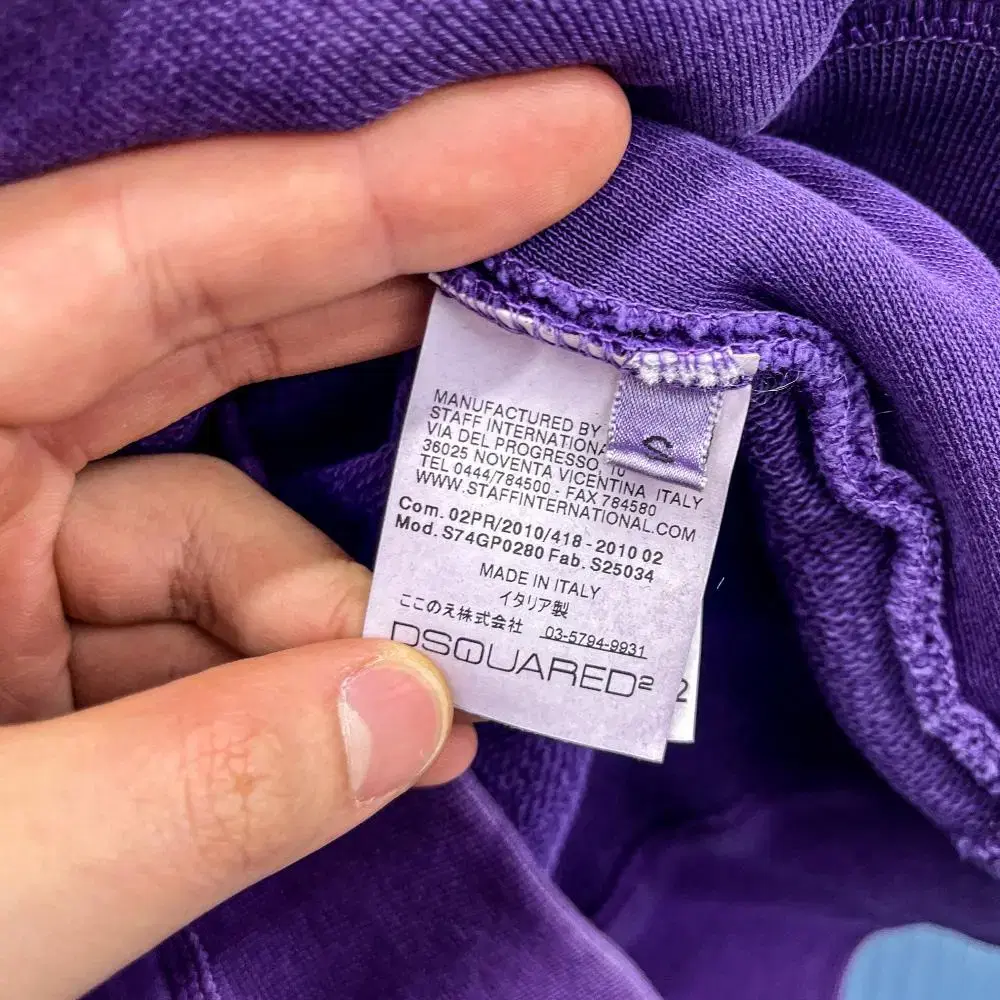 MANUFACTURED BY
STAFF INTERNATIONA
VIA DEL PROGRESSO, 10
36025 NOVENTA VICENTINA ITALY
TEL 0444/784500 - FAX 784580
WWW.STAFFINTERNATIONAL.COM
Com. 02PR/2010/418 - 2010 02
Mod. S74GP0280 Fab. S25034
MADE IN ITALY
イタリア製
ここのえ株式会社 03-5794-9931
DSQUARED2
S
2